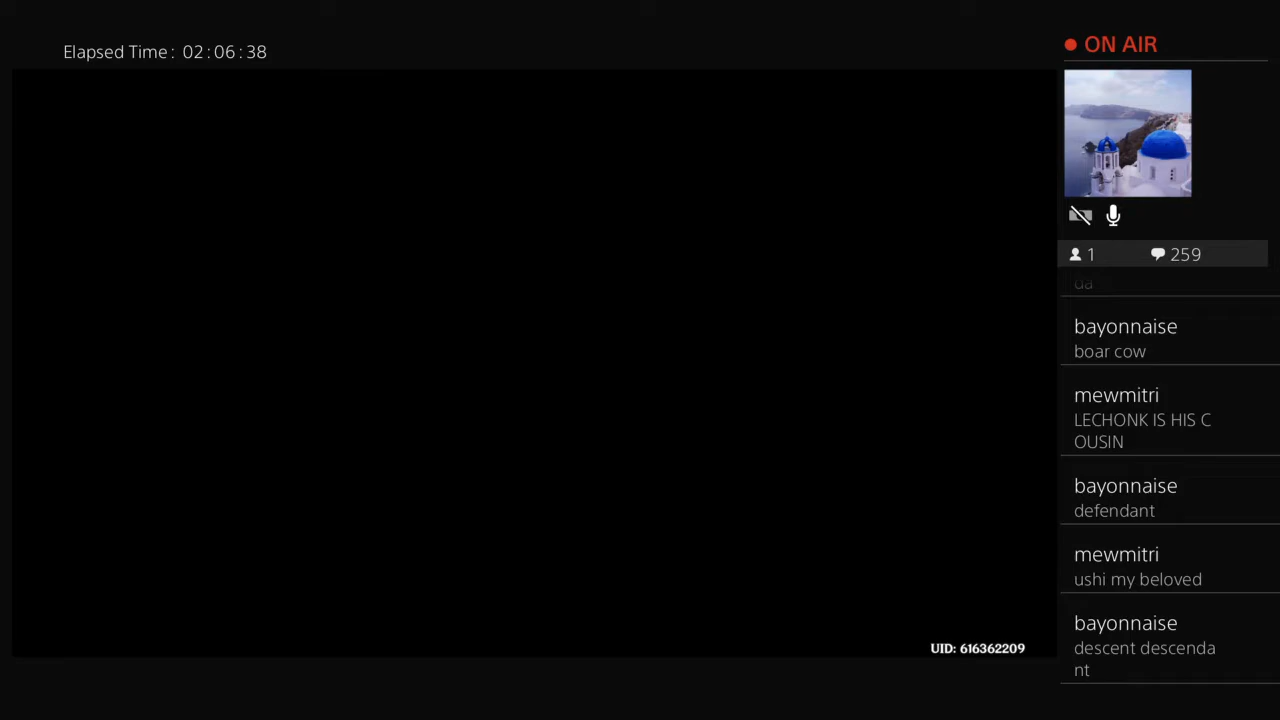 Elapsed Time: 02:06:38
ON AIR
1 259
da
bayonnaise
boar cow
mewmitri
LECHONK IS HIS C
OUSIN
bayonnaise
defendant
mewmitri
ushi my beloved
bayonnaise
descent descenda
nt
UID: 616362209